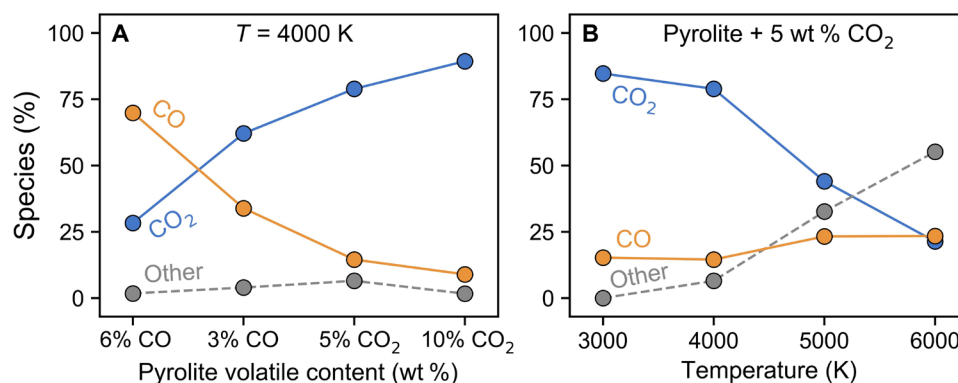 A
T = 4000 K
Species (%)
100
75
50
25
0
CO
CO₂
Other
6% CO
3% CO
5% CO₂
10% CO₂
Pyrolite volatile content (wt %)
B
Pyrolite + 5 wt % CO₂
100
75
50
25
0
CO₂
CO
Other
3000
4000
5000
6000
Temperature (K)